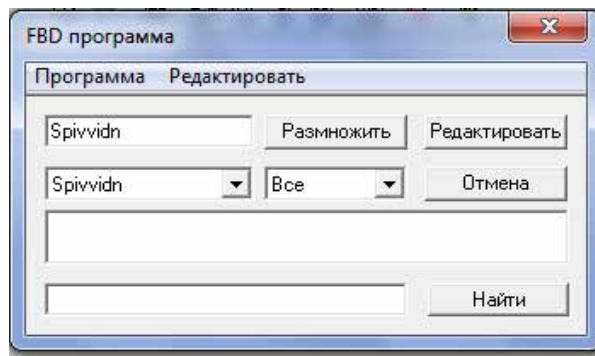 FBD программа
Программа Редактировать
Spivvidn Размножить Редактировать
Spivvidn Все Отмена
Найти